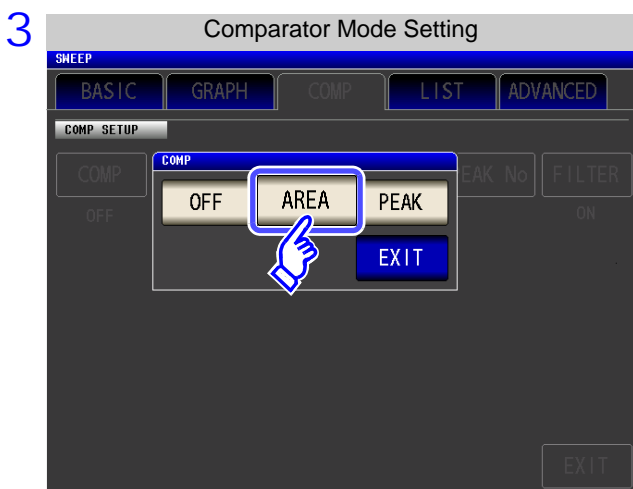 3
Comparator Mode Setting
SWEEP
BASIC GRAPH COMP LIST ADVANCED
COMP SETUP
COMP
COMP EAK No FILTER
OFF AREA PEAK
OFF ON
EXIT
EXIT